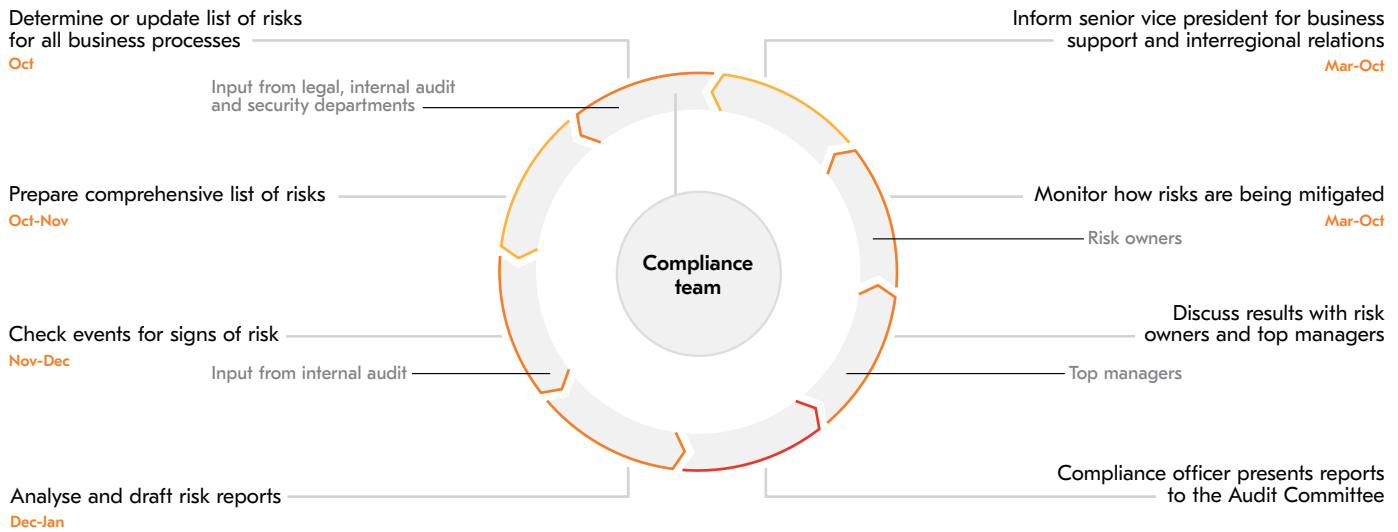 Determine or update list of risks
for all business processes
Oct
Input from legal, internal audit
and security departments
Prepare comprehensive list of risks
Oct-Nov
Check events for signs of risk
Nov-Dec
Input from internal audit
Analyse and draft risk reports
Dec-Jan
Compliance
team
Inform senior vice president for business
support and interregional relations
Mar-Oct
Monitor how risks are being mitigated
Mar-Oct
Risk owners
Discuss results with risk
owners and top managers
Top managers
Compliance officer presents reports
to the Audit Committee